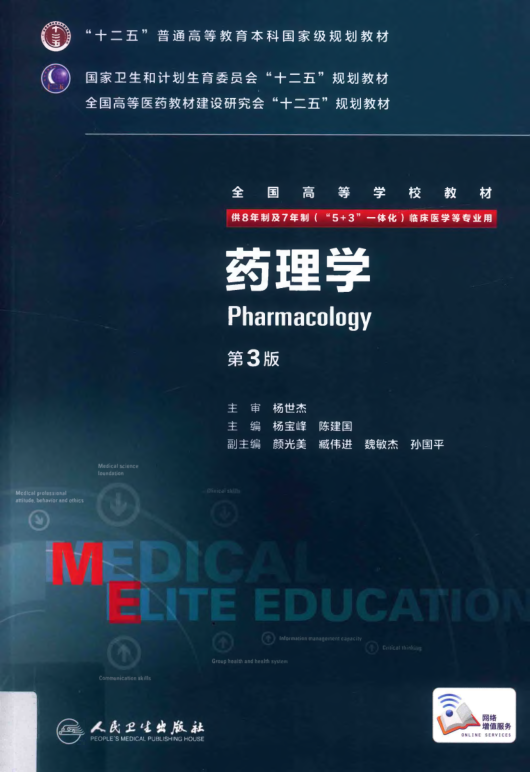 “十二五”普通高等教育本科国家级规划教材
国家卫生和计划生育委员会“十二五”规划教材
全国高等医药教材建设研究会“十二五”规划教材
全国高等学校教材
供8年制及7年制（“5+3”一体化）临床医学等专业用
药理学
Pharmacology
第3版
主审 杨世杰
主编 杨宝峰 陈建国
副主编 颜光美 臧伟进 魏敏杰 孙国平
Medical science
foundation
Medical professional
attitude, behavior and ethics
Clinical skills
MEDICAL
ELITE EDUCATION
Information management capacity
Critical thinking
Group health and health system
Communication skills
人民卫生出版社
PEOPLE'S MEDICAL PUBLISHING HOUSE
网络
增值服务
ONLINE SERVICES